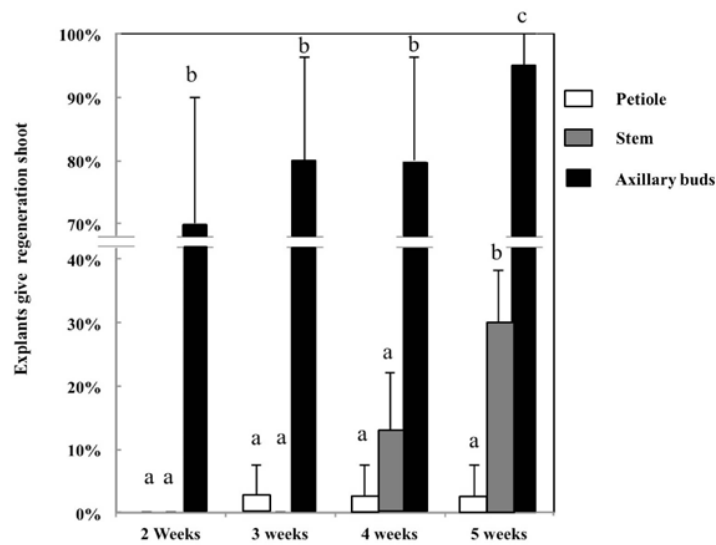 c
100%
b
b
b
90%
Petiole
Stem
80%
Axillary buds
70%
Explants give regeneration shoot
40%
b
30%
a
20%
a a a a a a
10%
0%
2 Weeks 3 weeks 4 weeks 5 weeks